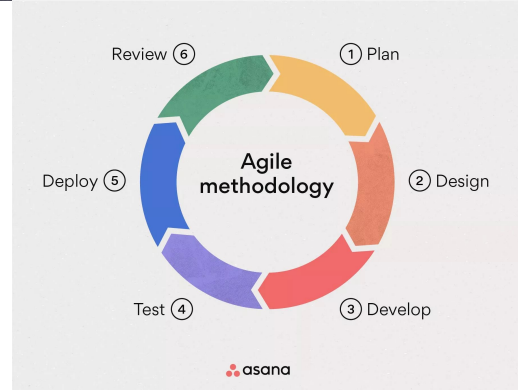 Review 6
1 Plan
Agile
methodology
Deploy 5
2 Design
Test 4
3 Develop
asana